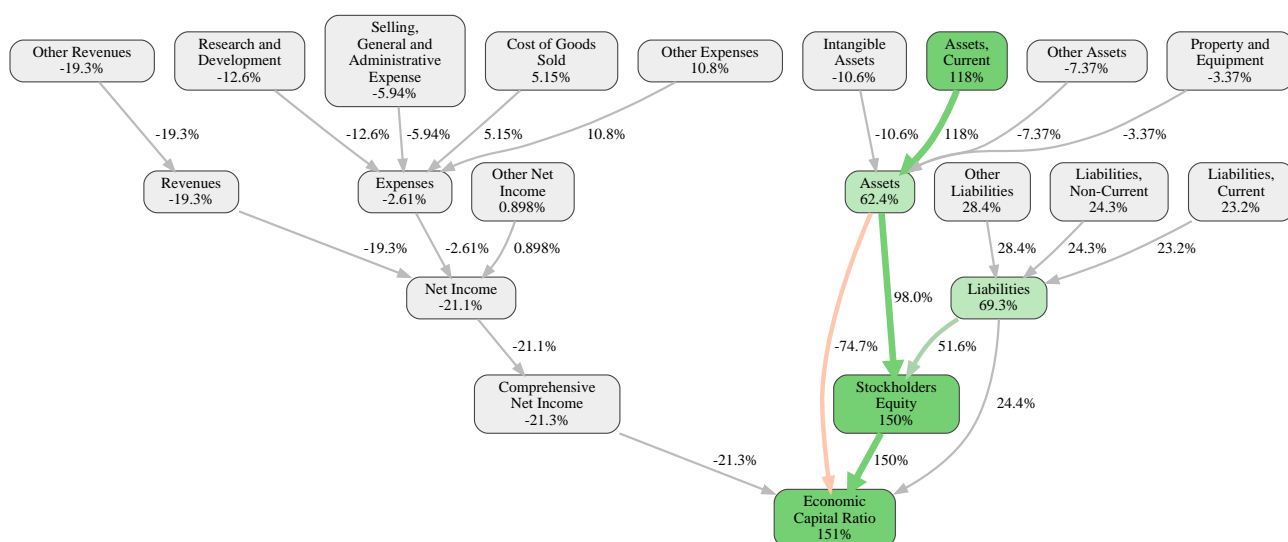 Other Revenues
-19.3%
Research and
Development
-12.6%
Selling,
General and
Administrative
Expense
-5.94%
Cost of Goods
Sold
5.15%
Other Expenses
10.8%
Intangible
Assets
-10.6%
Assets,
Current
118%
Other Assets
-7.37%
Property and
Equipment
-3.37%
-19.3%
-12.6%
-5.94%
5.15%
10.8%
-10.6%
118%
-7.37%
-3.37%
Revenues
-19.3%
Expenses
-2.61%
Other Net
Income
0.898%
Assets
62.4%
Other
Liabilities
28.4%
Liabilities,
Non-Current
24.3%
Liabilities,
Current
23.2%
-19.3%
-2.61%
0.898%
28.4%
24.3%
23.2%
Net Income
-21.1%
98.0%
Liabilities
69.3%
-21.1%
-74.7%
51.6%
Comprehensive
Net Income
-21.3%
Stockholders
Equity
150%
24.4%
-21.3%
150%
Economic
Capital Ratio
151%